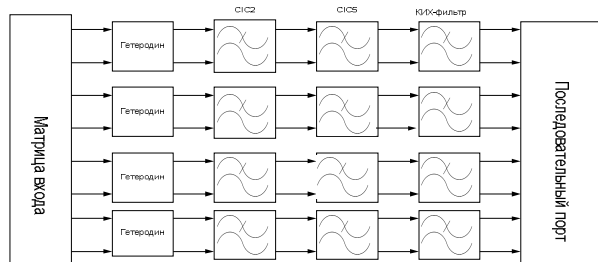 CIC2
CIC5
КИХ-фильтр
Матрица входа
Гетеродин
Гетеродин
Гетеродин
Гетеродин
Последовательный порт